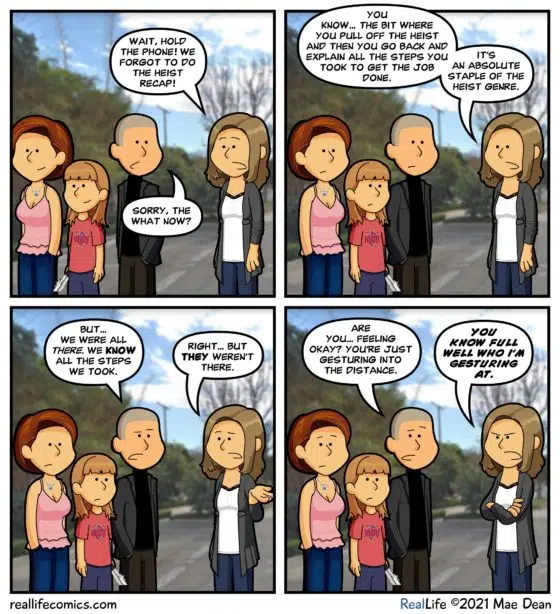 WAIT, HOLD
THE PHONE! WE
FORGOT TO DO
THE HEIST
RECAP!
SORRY, THE
WHAT NOW?
YOU
KNOW... THE BIT WHERE
YOU PULL OFF THE HEIST
AND THEN YOU GO BACK AND
EXPLAIN ALL THE STEPS YOU
TOOK TO GET THE JOB
DONE.
IT'S
AN ABSOLUTE
STAPLE OF THE
HEIST GENRE.
BUT...
WE WERE ALL
THERE. WE KNOW
ALL THE STEPS
WE TOOK.
RIGHT... BUT
THEY WEREN'T
THERE.
ARE
YOU... FEELING
OKAY? YOU'RE JUST
GESTURING INTO
THE DISTANCE.
YOU
KNOW FULL
WELL WHO I'M
GESTURING
AT.
reallifecomics.com
RealLife ©2021 Mae Dean